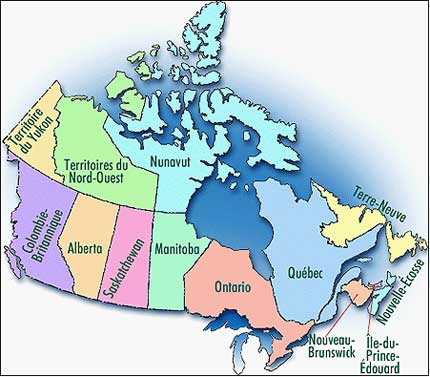 Territoire
du Yukon
Territoires du
Nord-Ouest
Nunavut
Colombie-
Britannique
Alberta
Saskatchewan
Manitoba
Ontario
Québec
Terre-Neuve
Nouvelle-Écosse
Nouveau-
Brunswick
Île-du-
Prince-
Édouard